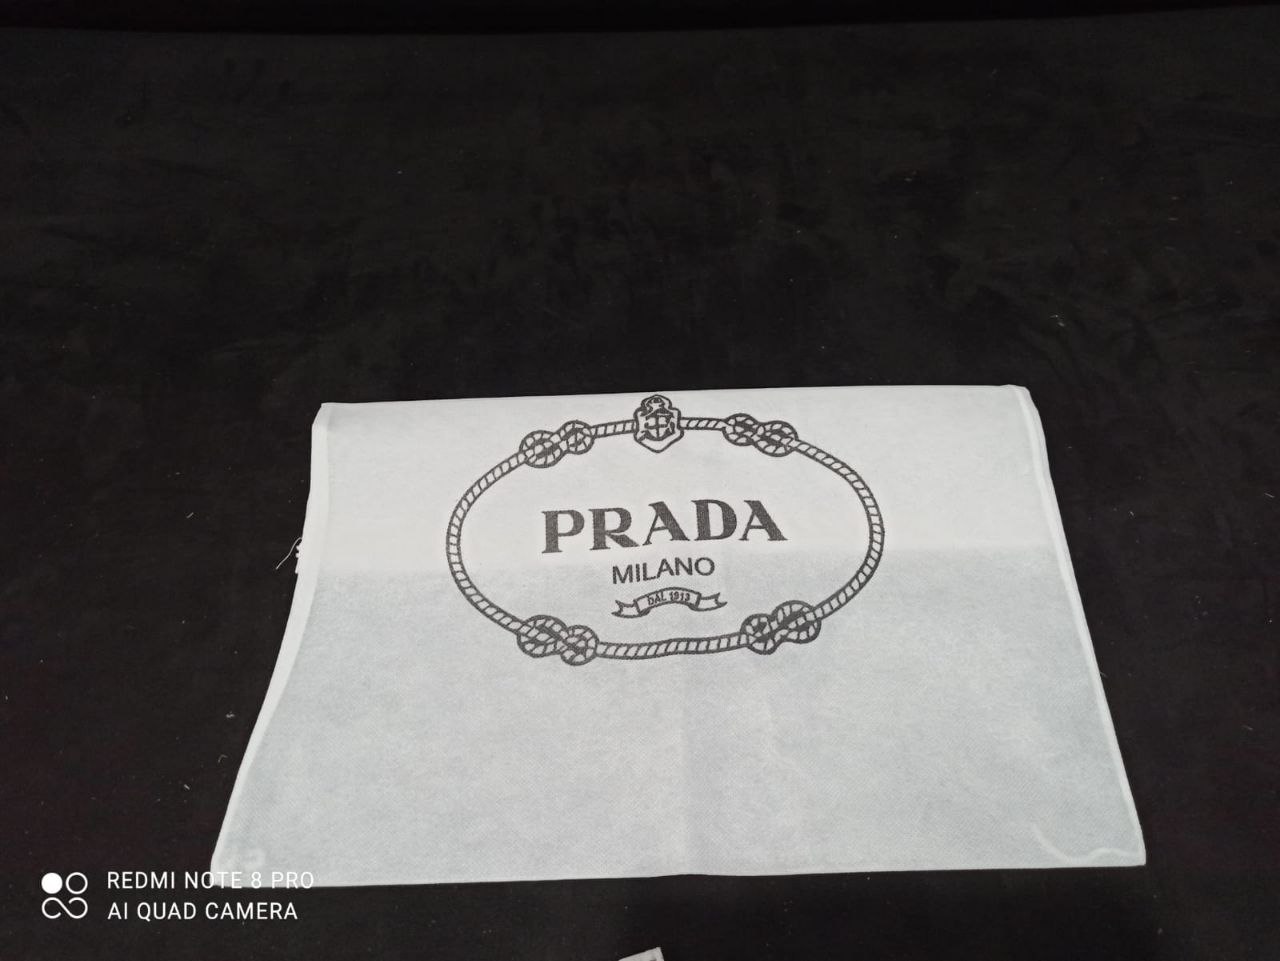 PRADA
MILANO
DAL 1913
REDMI NOTE 8 PRO
AI QUAD CAMERA